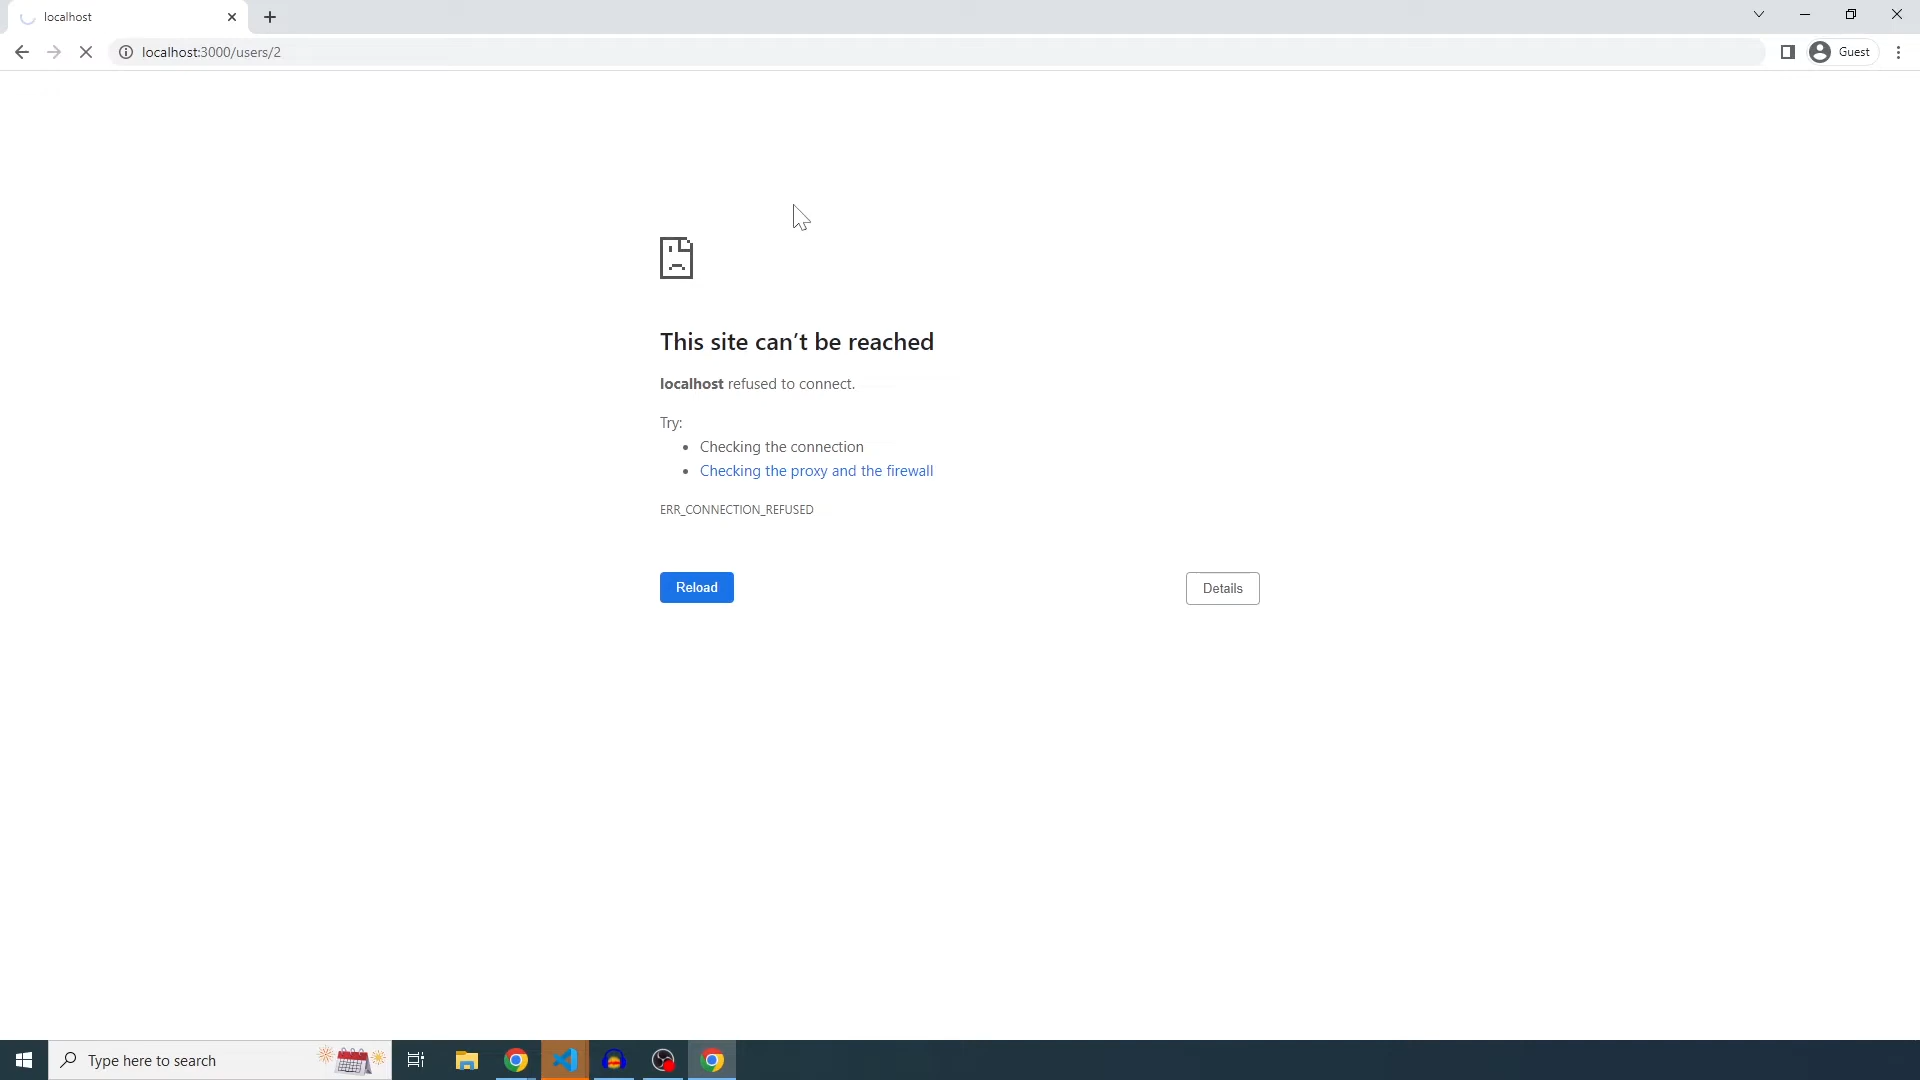 localhost
localhost:3000/users/2
Guest
This site can’t be reached
localhost refused to connect.
Try:
Checking the connection
Checking the proxy and the firewall
ERR_CONNECTION_REFUSED
Reload
Details
Type here to search